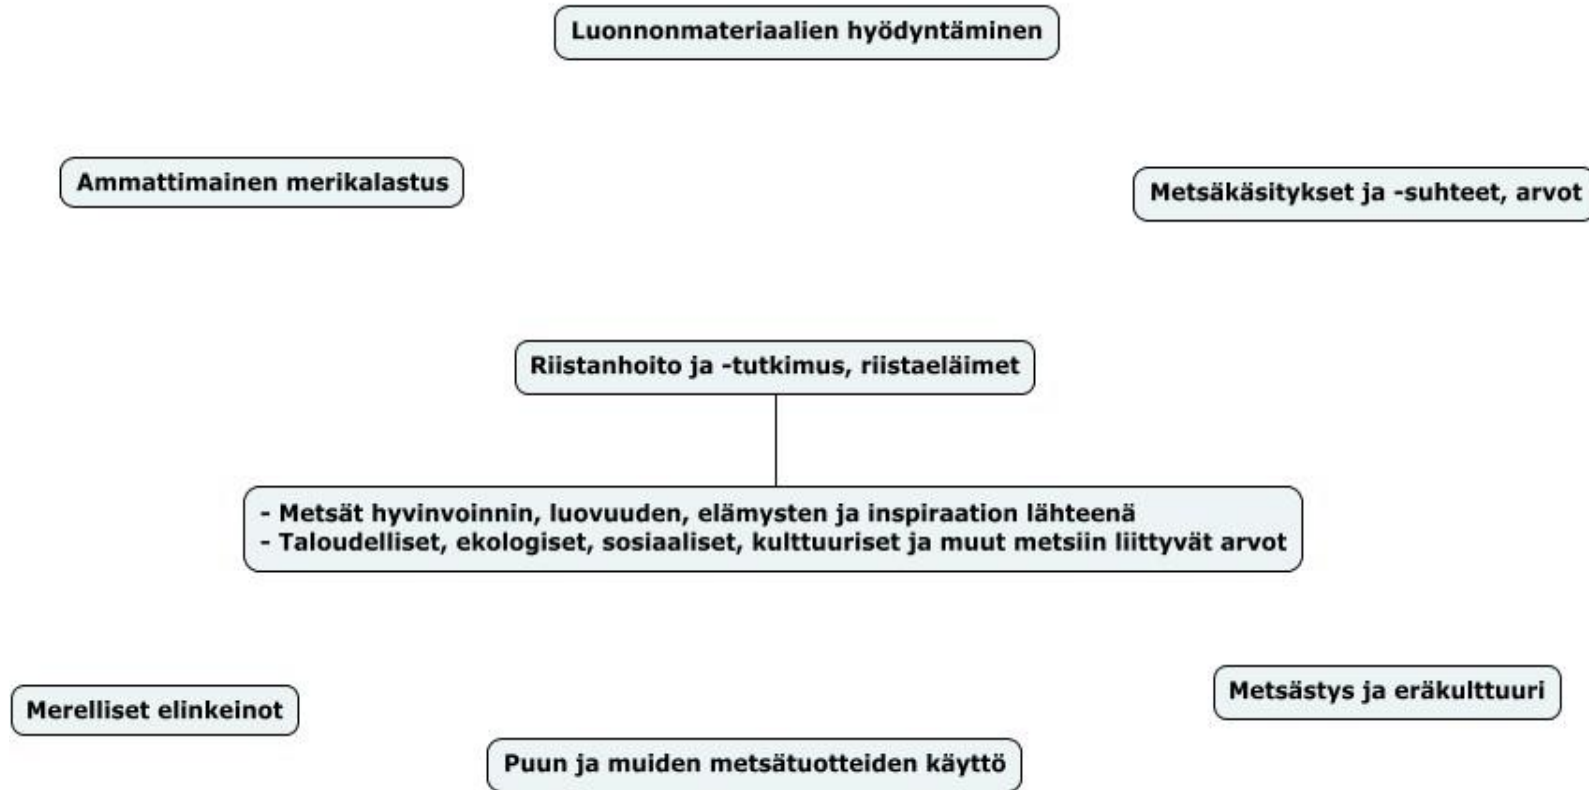 Luonnonmateriaalien hyödyntäminen
Ammattimainen merikalastus
Metsäkäsitykset ja -suhteet, arvot
Riistanhoito ja -tutkimus, riistaeläimet
- Metsät hyvinvoinnin, luovuuden, elämysten ja inspiraation lähteenä
- Taloudelliset, ekologiset, sosiaaliset, kulttuuriset ja muut metsiin liittyvät arvot
Merelliset elinkeinot
Metsästys ja eräkulttuuri
Puun ja muiden metsätuotteiden käyttö